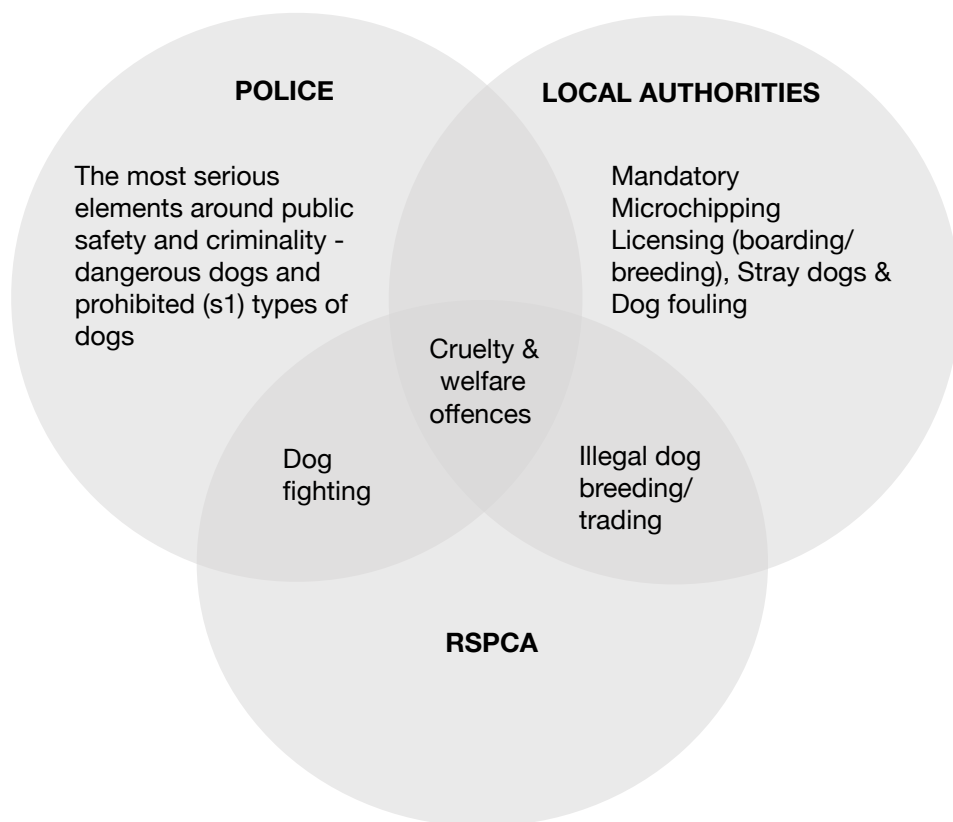 POLICE
The most serious
elements around public
safety and criminality -
dangerous dogs and
prohibited (s1) types of
dogs
LOCAL AUTHORITIES
Mandatory
Microchipping
Licensing (boarding/
breeding), Stray dogs &
Dog fouling
Cruelty &
welfare
offences
Dog
fighting
Illegal dog
breeding/
trading
RSPCA